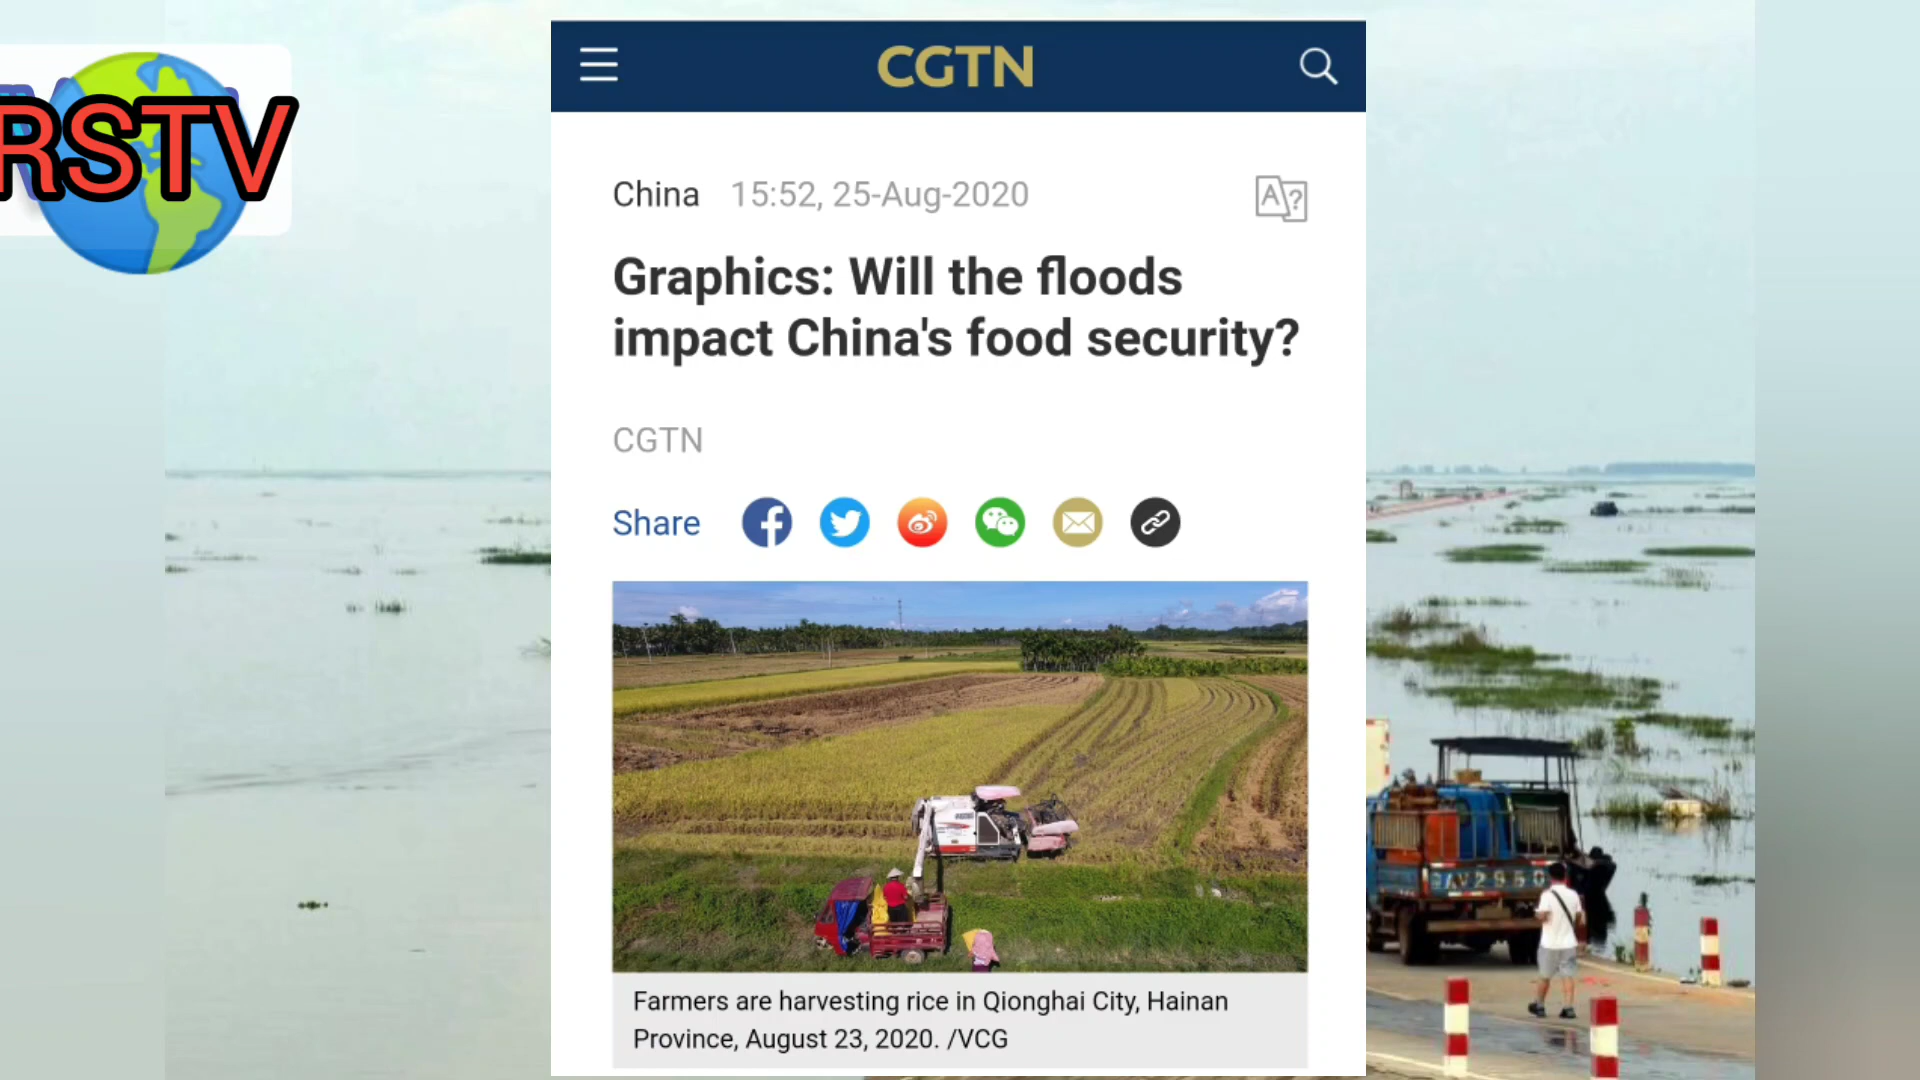 RSTV
CGTN
China 15:52, 25-Aug-2020
A ?
Graphics: Will the floods
impact China's food security?
CGTN
Share
Farmers are harvesting rice in Qionghai City, Hainan
Province, August 23, 2020. /VCG